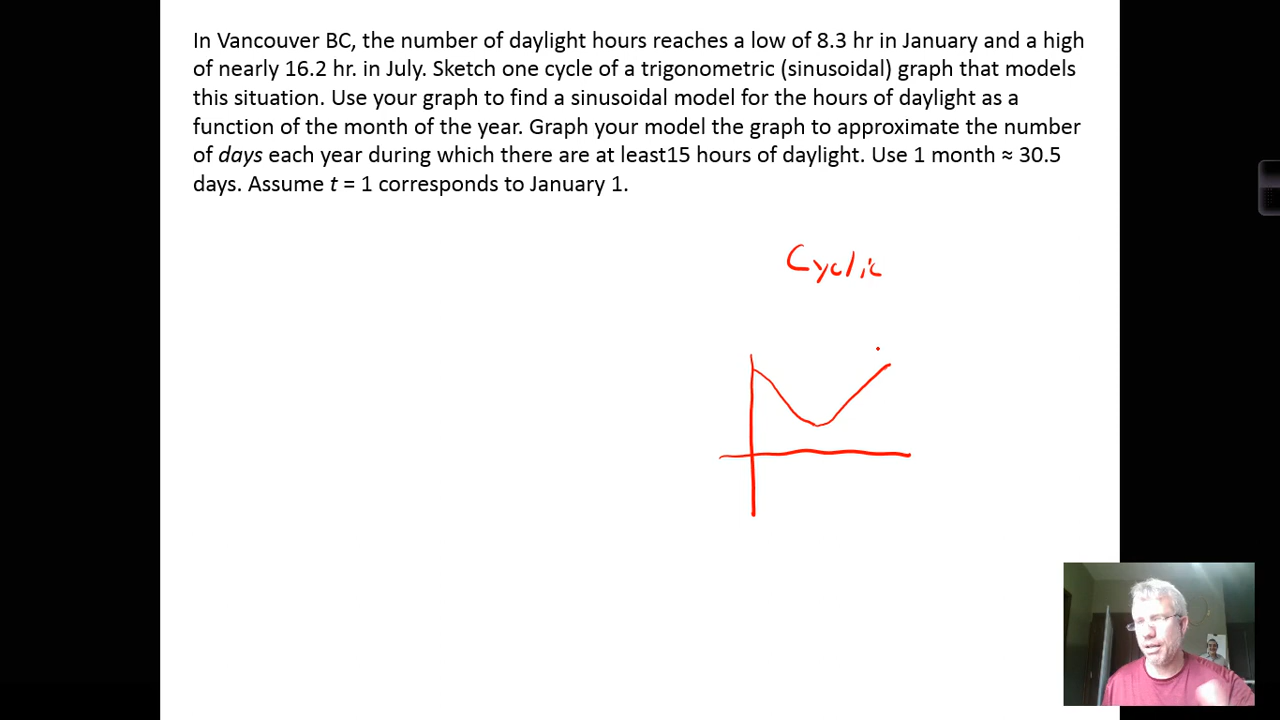 In Vancouver BC, the number of daylight hours reaches a low of 8.3 hr in January and a high
of nearly 16.2 hr. in July. Sketch one cycle of a trigonometric (sinusoidal) graph that models
this situation. Use your graph to find a sinusoidal model for the hours of daylight as a
function of the month of the year. Graph your model the graph to approximate the number
of days each year during which there are at least15 hours of daylight. Use 1 month ≈ 30.5
days. Assume t = 1 corresponds to January 1.
Cyclic